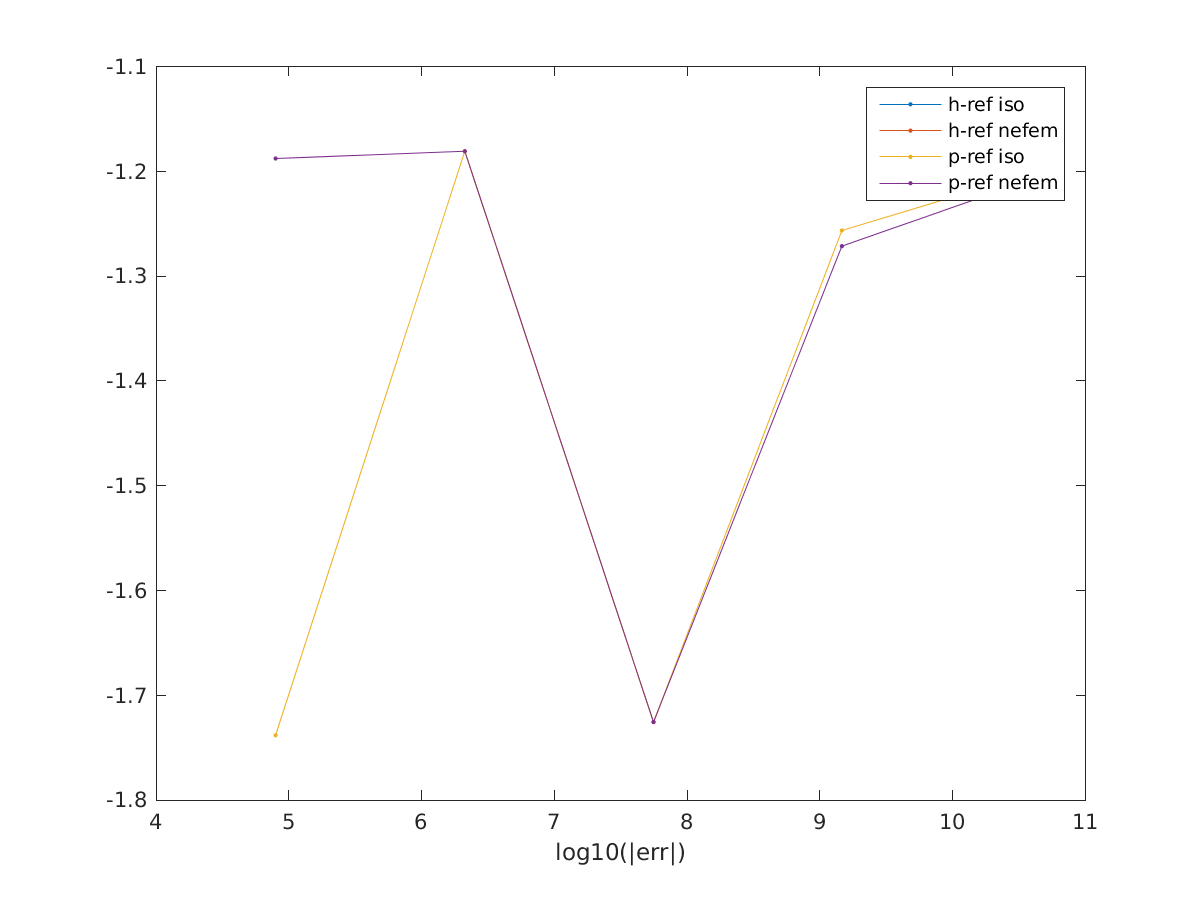 -1.1
-1.2
-1.3
-1.4
-1.5
-1.6
-1.7
-1.8
h-ref iso
h-ref nefem
p-ref iso
p-ref nefem
4 5 6 7 8 9 10 11
log10(|err|)